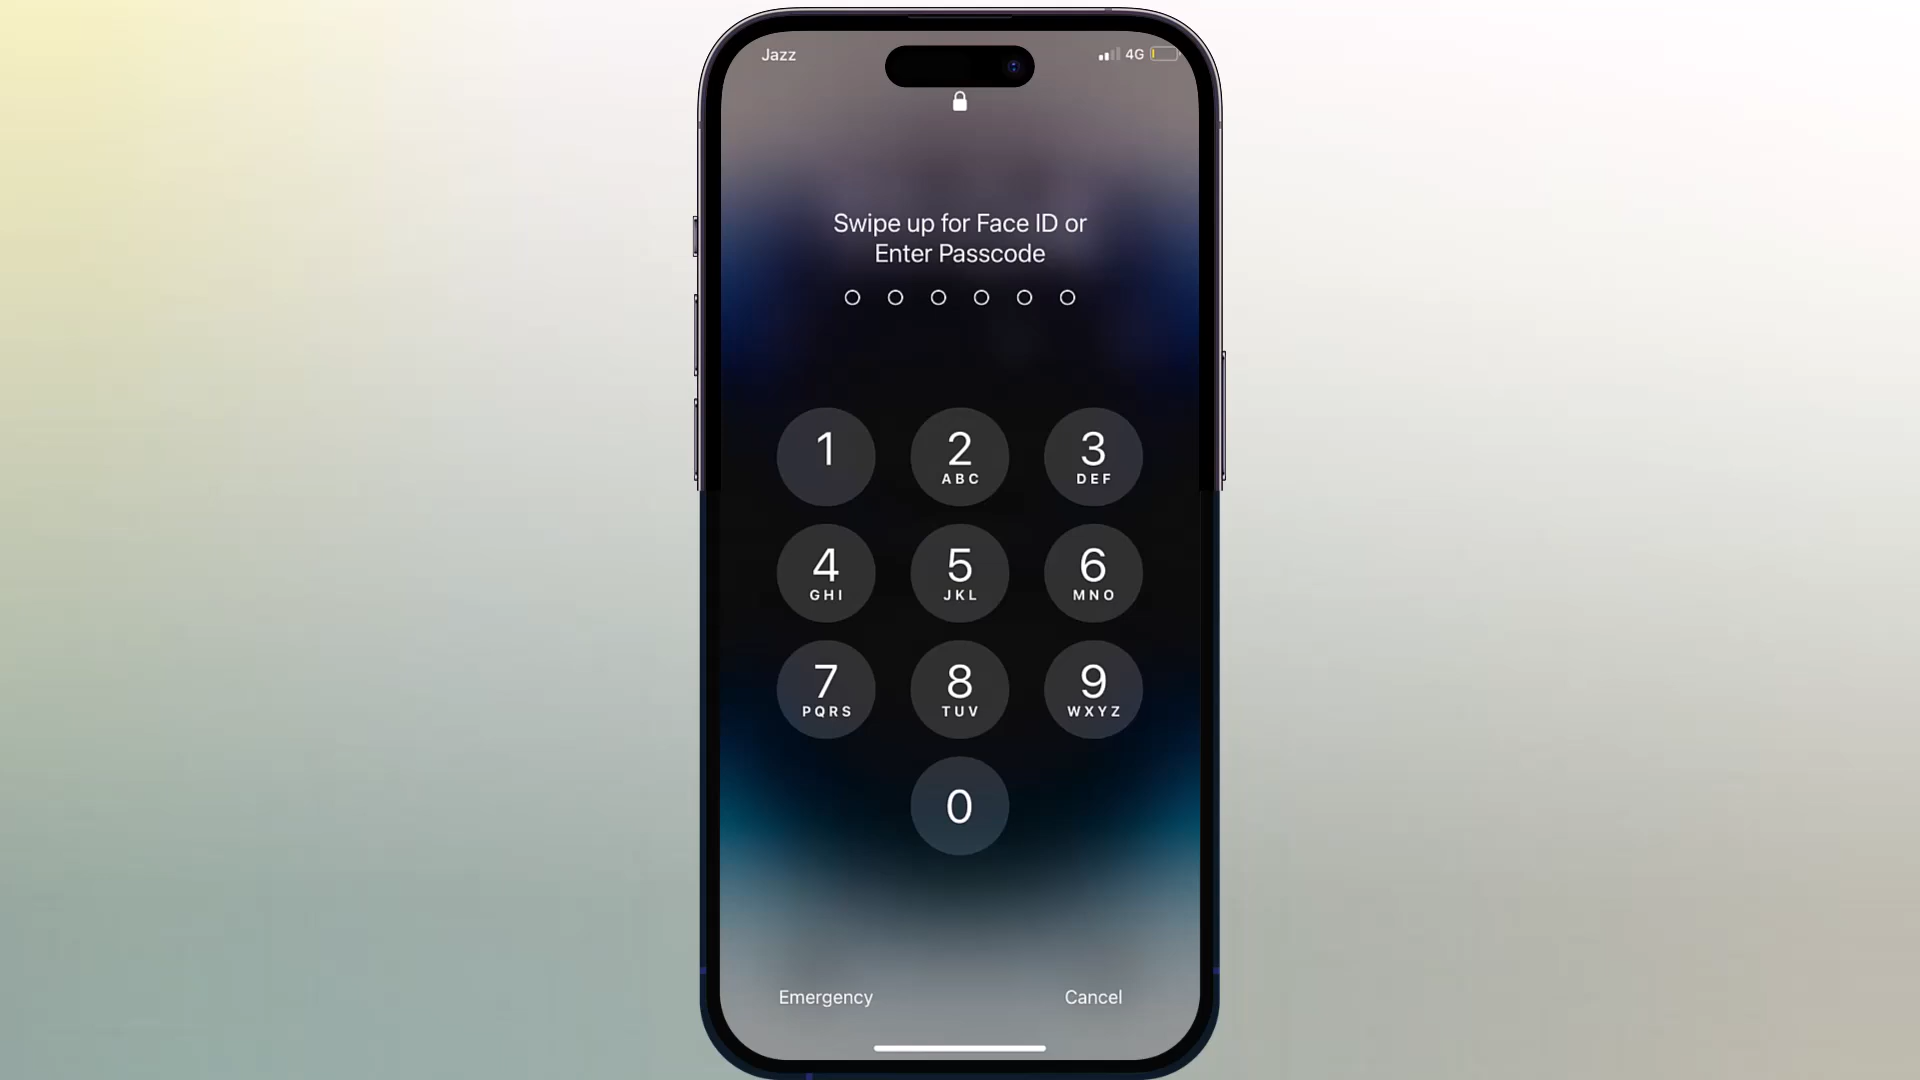 Jazz
4G
Swipe up for Face ID or
Enter Passcode
1
2
ABC
3
DEF
4
GHI
5
JKL
6
MNO
7
PQRS
8
TUV
9
WXYZ
0
Emergency
Cancel